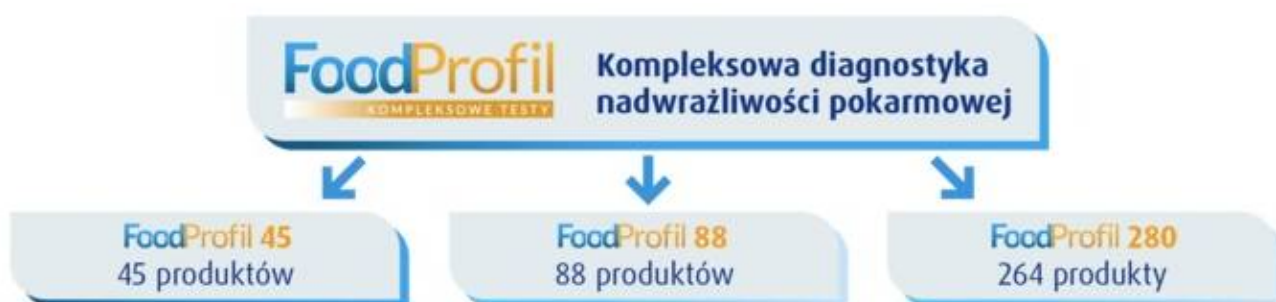 FoodProfil
KOMPLEKSOWE TESTY
Kompleksowa diagnostyka
nadwrażliwości pokarmowej
FoodProfil 45
45 produktów
FoodProfil 88
88 produktów
FoodProfil 280
264 produkty